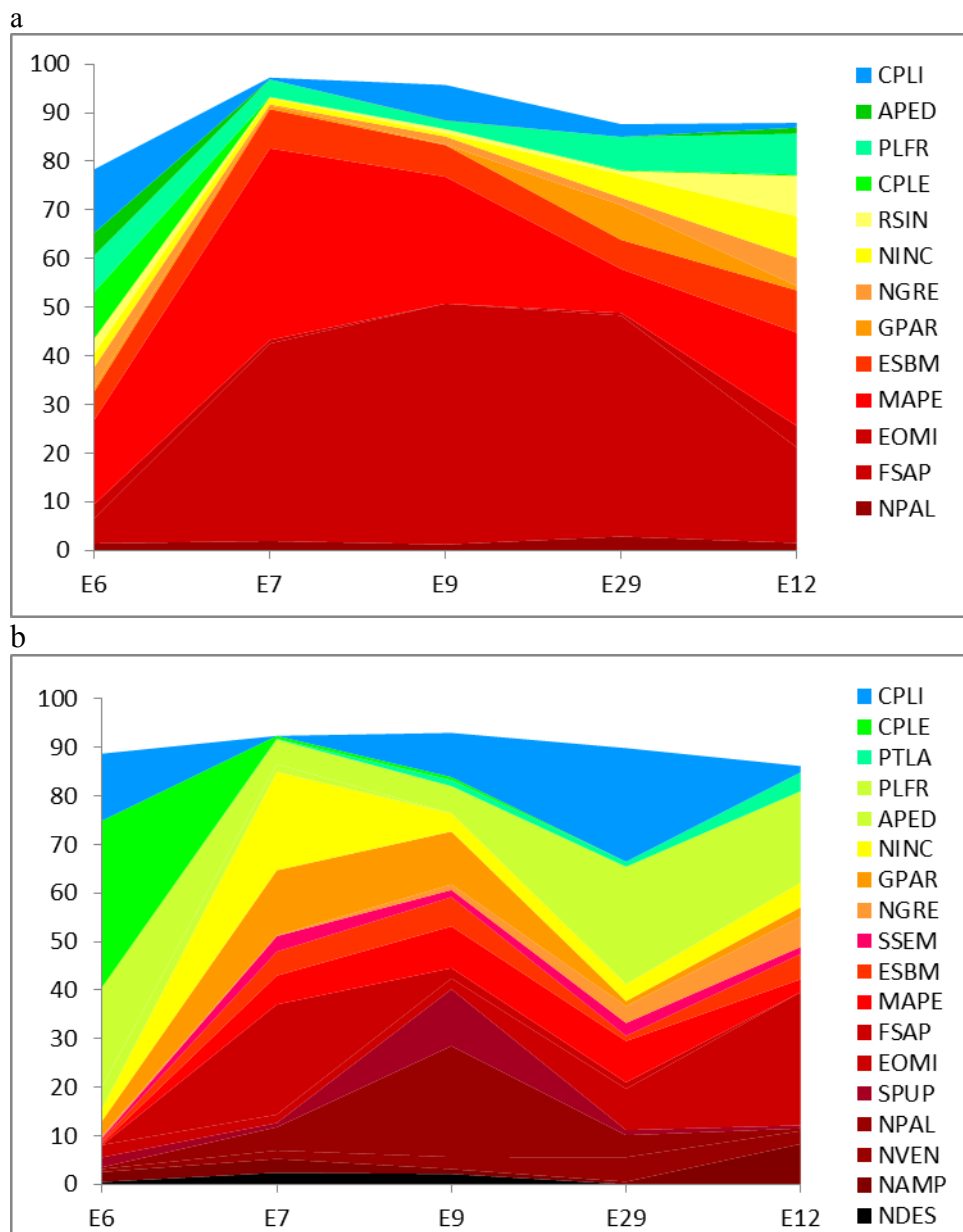 a
100
90
80
70
60
50
40
30
20
10
0
E6 E7 E9 E29 E12
CPLI
APED
PLFR
CPLE
RSIN
NINC
NGRE
GPAR
ESBM
MAPE
EOMI
FSAP
NPAL
b
100
90
80
70
60
50
40
30
20
10
0
E6 E7 E9 E29 E12
CPLI
CPLE
PTLA
PLFR
APED
NINC
GPAR
NGRE
SSEM
ESBM
MAPE
FSAP
EOMI
SPUP
NPAL
NVEN
NAMP
NDES